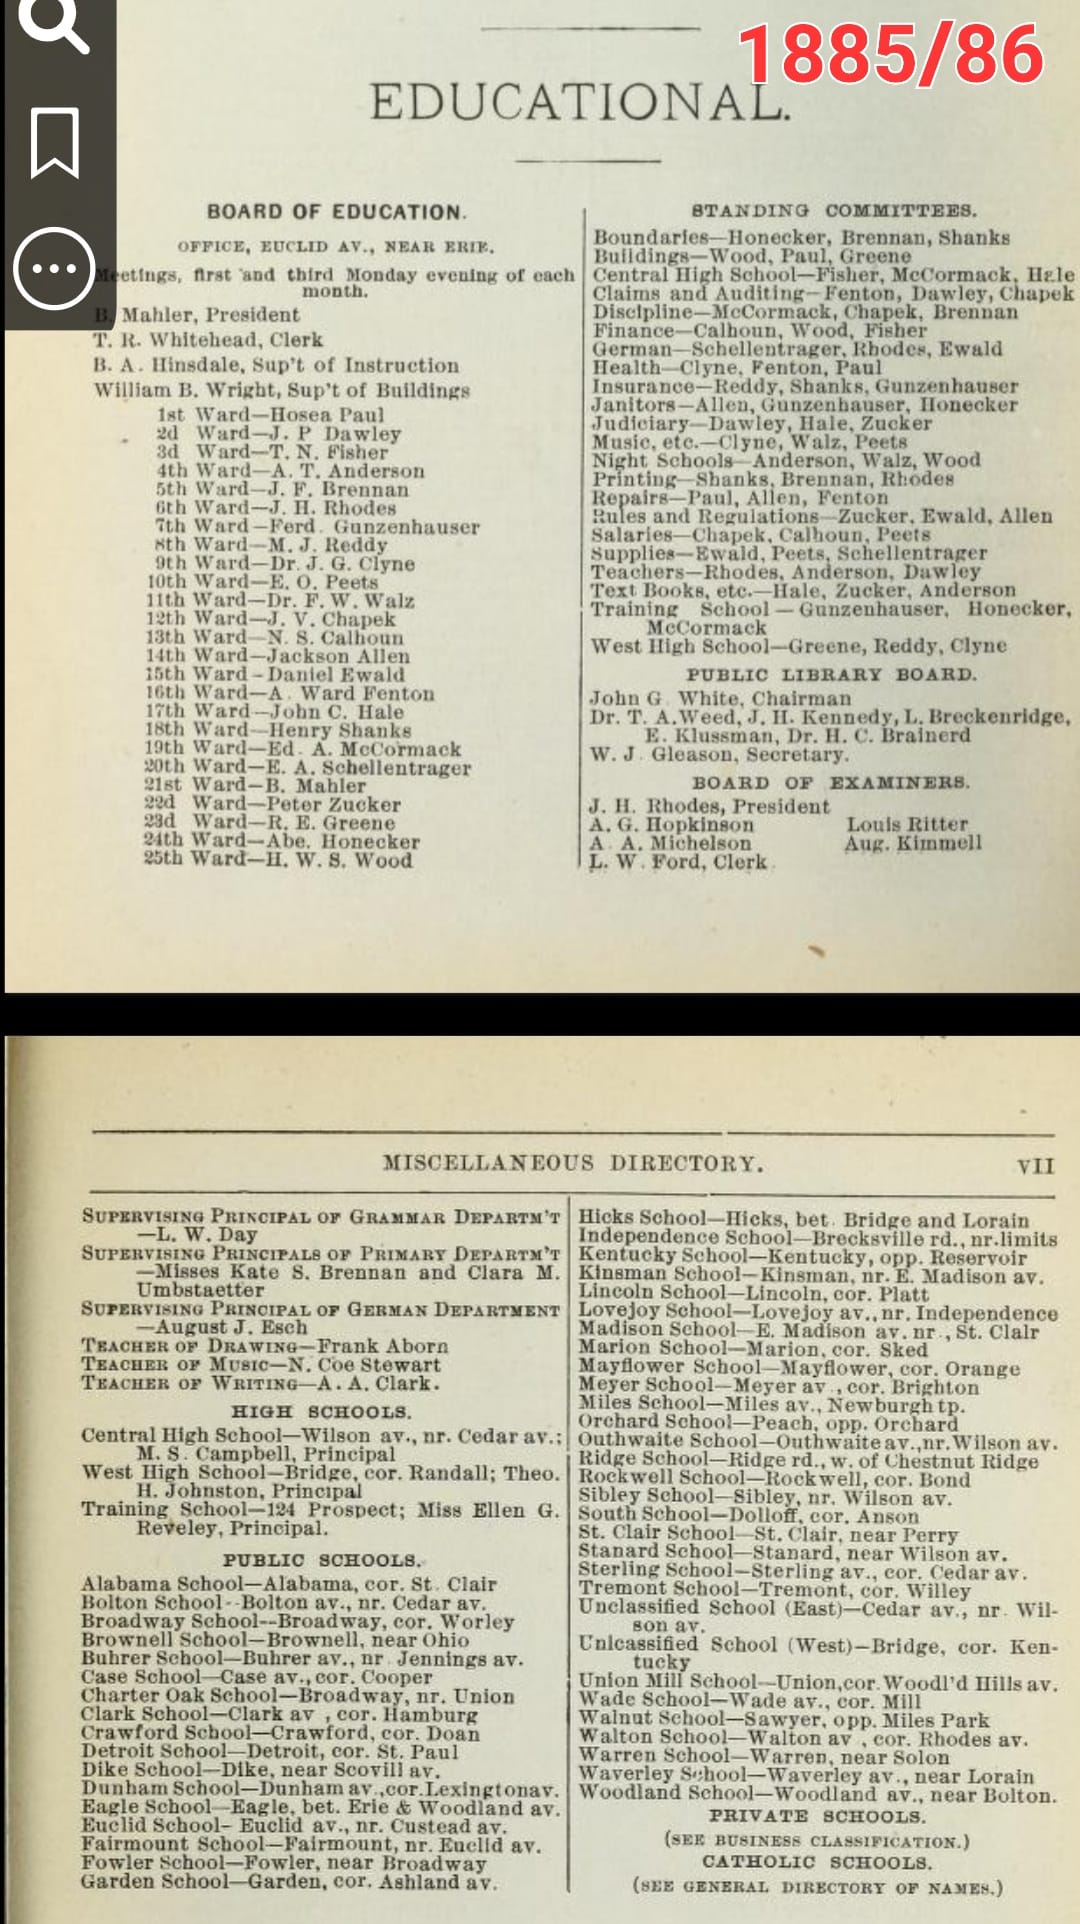 1885/86
EDUCATIONAL.
BOARD OF EDUCATION.
OFFICE, EUCLID AV., NEAR ERIE.
Meetings, first and third Monday evening of each
month.
B. Mahler, President
T. R. Whitehead, Clerk
B. A. Hinsdale, Sup't of Instruction
William B. Wright, Sup't of Buildings
1st Ward—Hosea Paul
2d Ward—J. P Dawley
3d Ward—T. N. Fisher
4th Ward—A. T. Anderson
5th Ward—J. F. Brennan
6th Ward—J. H. Rhodes
7th Ward—Ferd. Gunzenhauser
8th Ward—M. J. Reddy
9th Ward—Dr. J. G. Clyne
10th Ward—E. O. Peets
11th Ward—Dr. F. W. Walz
12th Ward—J. V. Chapek
13th Ward—N. S. Calhoun
14th Ward—Jackson Allen
15th Ward-Daniel Ewald
16th Ward—A. Ward Fenton
17th Ward—John C. Hale
18th Ward—Henry Shanks
19th Ward—Ed. A. McCormack
20th Ward—E. A. Schellentrager
21st Ward—B. Mahler
22d Ward—Peter Zucker
23d Ward—R. E. Greene
24th Ward—Abe. Honecker
25th Ward—H. W. S. Wood
STANDING COMMITTEES.
Boundaries—Honecker, Brennan, Shanks
Buildings—Wood, Paul, Greene
Central High School—Fisher, McCormack, Hale
Claims and Auditing—Fenton, Dawley, Chapek
Discipline—McCormack, Chapek, Brennan
Finance—Calhoun, Wood, Fisher
German—Schellentrager, Rhodes, Ewald
Health—Clyne, Fenton, Paul
Insurance—Reddy, Shanks, Gunzenhauser
Janitors—Allen, Gunzenhauser, Honecker
Judiciary—Dawley, Hale, Zucker
Music, etc.—Clyne, Walz, Peets
Night Schools—Anderson, Walz, Wood
Printing—Shanks, Brennan, Rhodes
Repairs—Paul, Allen, Fenton
Rules and Regulations—Zucker, Ewald, Allen
Salaries—Chapek, Calhoun, Peets
Supplies—Ewald, Peets, Schellentrager
Teachers—Rhodes, Anderson, Dawley
Text Books, etc.—Hale, Zucker, Anderson
Training School—Gunzenhauser, Honecker,
McCormack
West High School—Greene, Reddy, Clyne
PUBLIC LIBRARY BOARD.
John G. White, Chairman
Dr. T. A. Weed, J. H. Kennedy, L. Breckenridge,
E. Klussman, Dr. H. C. Brainerd
W. J. Gleason, Secretary.
BOARD OF EXAMINERS.
J. H. Rhodes, President
A. G. Hopkinson Louis Ritter
A. A. Michelson Aug. Kimmell
L. W. Ford, Clerk
MISCELLANEOUS DIRECTORY. VII
SUPERVISING PRINCIPAL OF GRAMMAR DEPARTM'T
—L. W. Day
SUPERVISING PRINCIPALS OF PRIMARY DEPARTM'T
—Misses Kate S. Brennan and Clara M.
Umbstaetter
SUPERVISING PRINCIPAL OF GERMAN DEPARTMENT
—August J. Esch
TEACHER OF DRAWING—Frank Aborn
TEACHER OF MUSIC—N. Coe Stewart
TEACHER OF WRITING—A. A. Clark.
HIGH SCHOOLS.
Central High School—Wilson av., nr. Cedar av.;
M. S. Campbell, Principal
West High School—Bridge, cor. Randall; Theo.
H. Johnston, Principal
Training School—124 Prospect; Miss Ellen G.
Reveley, Principal.
PUBLIC SCHOOLS.
Alabama School—Alabama, cor. St. Clair
Bolton School--Bolton av., nr. Cedar av.
Broadway School--Broadway, cor. Worley
Brownell School—Brownell, near Ohio
Buhrer School—Buhrer av., nr. Jennings av.
Case School—Case av., cor. Cooper
Charter Oak School—Broadway, nr. Union
Clark School—Clark av , cor. Hamburg
Crawford School—Crawford, cor. Doan
Detroit School—Detroit, cor. St. Paul
Dike School—Dike, near Scovill av.
Dunham School—Dunham av.,cor.Lexington av.
Eagle School—Eagle, bet. Erie & Woodland av.
Euclid School- Euclid av., nr. Custead av.
Fairmount School—Fairmount, nr. Euclid av.
Fowler School—Fowler, near Broadway
Garden School—Garden, cor. Ashland av.
Hicks School—Hicks, bet. Bridge and Lorain
Independence School—Brecksville rd., nr.limits
Kentucky School—Kentucky, opp. Reservoir
Kinsman School—Kinsman, nr. E. Madison av.
Lincoln School—Lincoln, cor. Platt
Lovejoy School—Lovejoy av., nr. Independence
Madison School—E. Madison av. nr., St. Clair
Marion School—Marion, cor. Sked
Mayflower School—Mayflower, cor. Orange
Meyer School—Meyer av., cor. Brighton
Miles School—Miles av., Newburgh tp.
Orchard School—Peach, opp. Orchard
Outhwaite School—Outhwaite av.,nr.Wilson av.
Ridge School—Ridge rd., w. of Chestnut Ridge
Rockwell School—Rockwell, cor. Bond
Sibley School—Sibley, nr. Wilson av.
South School—Dolloff, cor. Anson
St. Clair School—St. Clair, near Perry
Stanard School—Stanard, near Wilson av.
Sterling School—Sterling av., cor. Cedar av.
Tremont School—Tremont, cor. Willey
Unclassified School (East)—Cedar av., nr. Wil-
son av.
Unlcassified School (West)—Bridge, cor. Ken-
tucky
Union Mill School—Union,cor.Woodl'd Hills av.
Wade School—Wade av., cor. Mill
Walnut School—Sawyer, opp. Miles Park
Walton School—Walton av , cor. Rhodes av.
Warren School—Warren, near Solon
Waverley School—Waverley av., near Lorain
Woodland School—Woodland av., near Bolton.
PRIVATE SCHOOLS.
(SEE BUSINESS CLASSIFICATION.)
CATHOLIC SCHOOLS.
(SEE GENERAL DIRECTORY OF NAMES.)